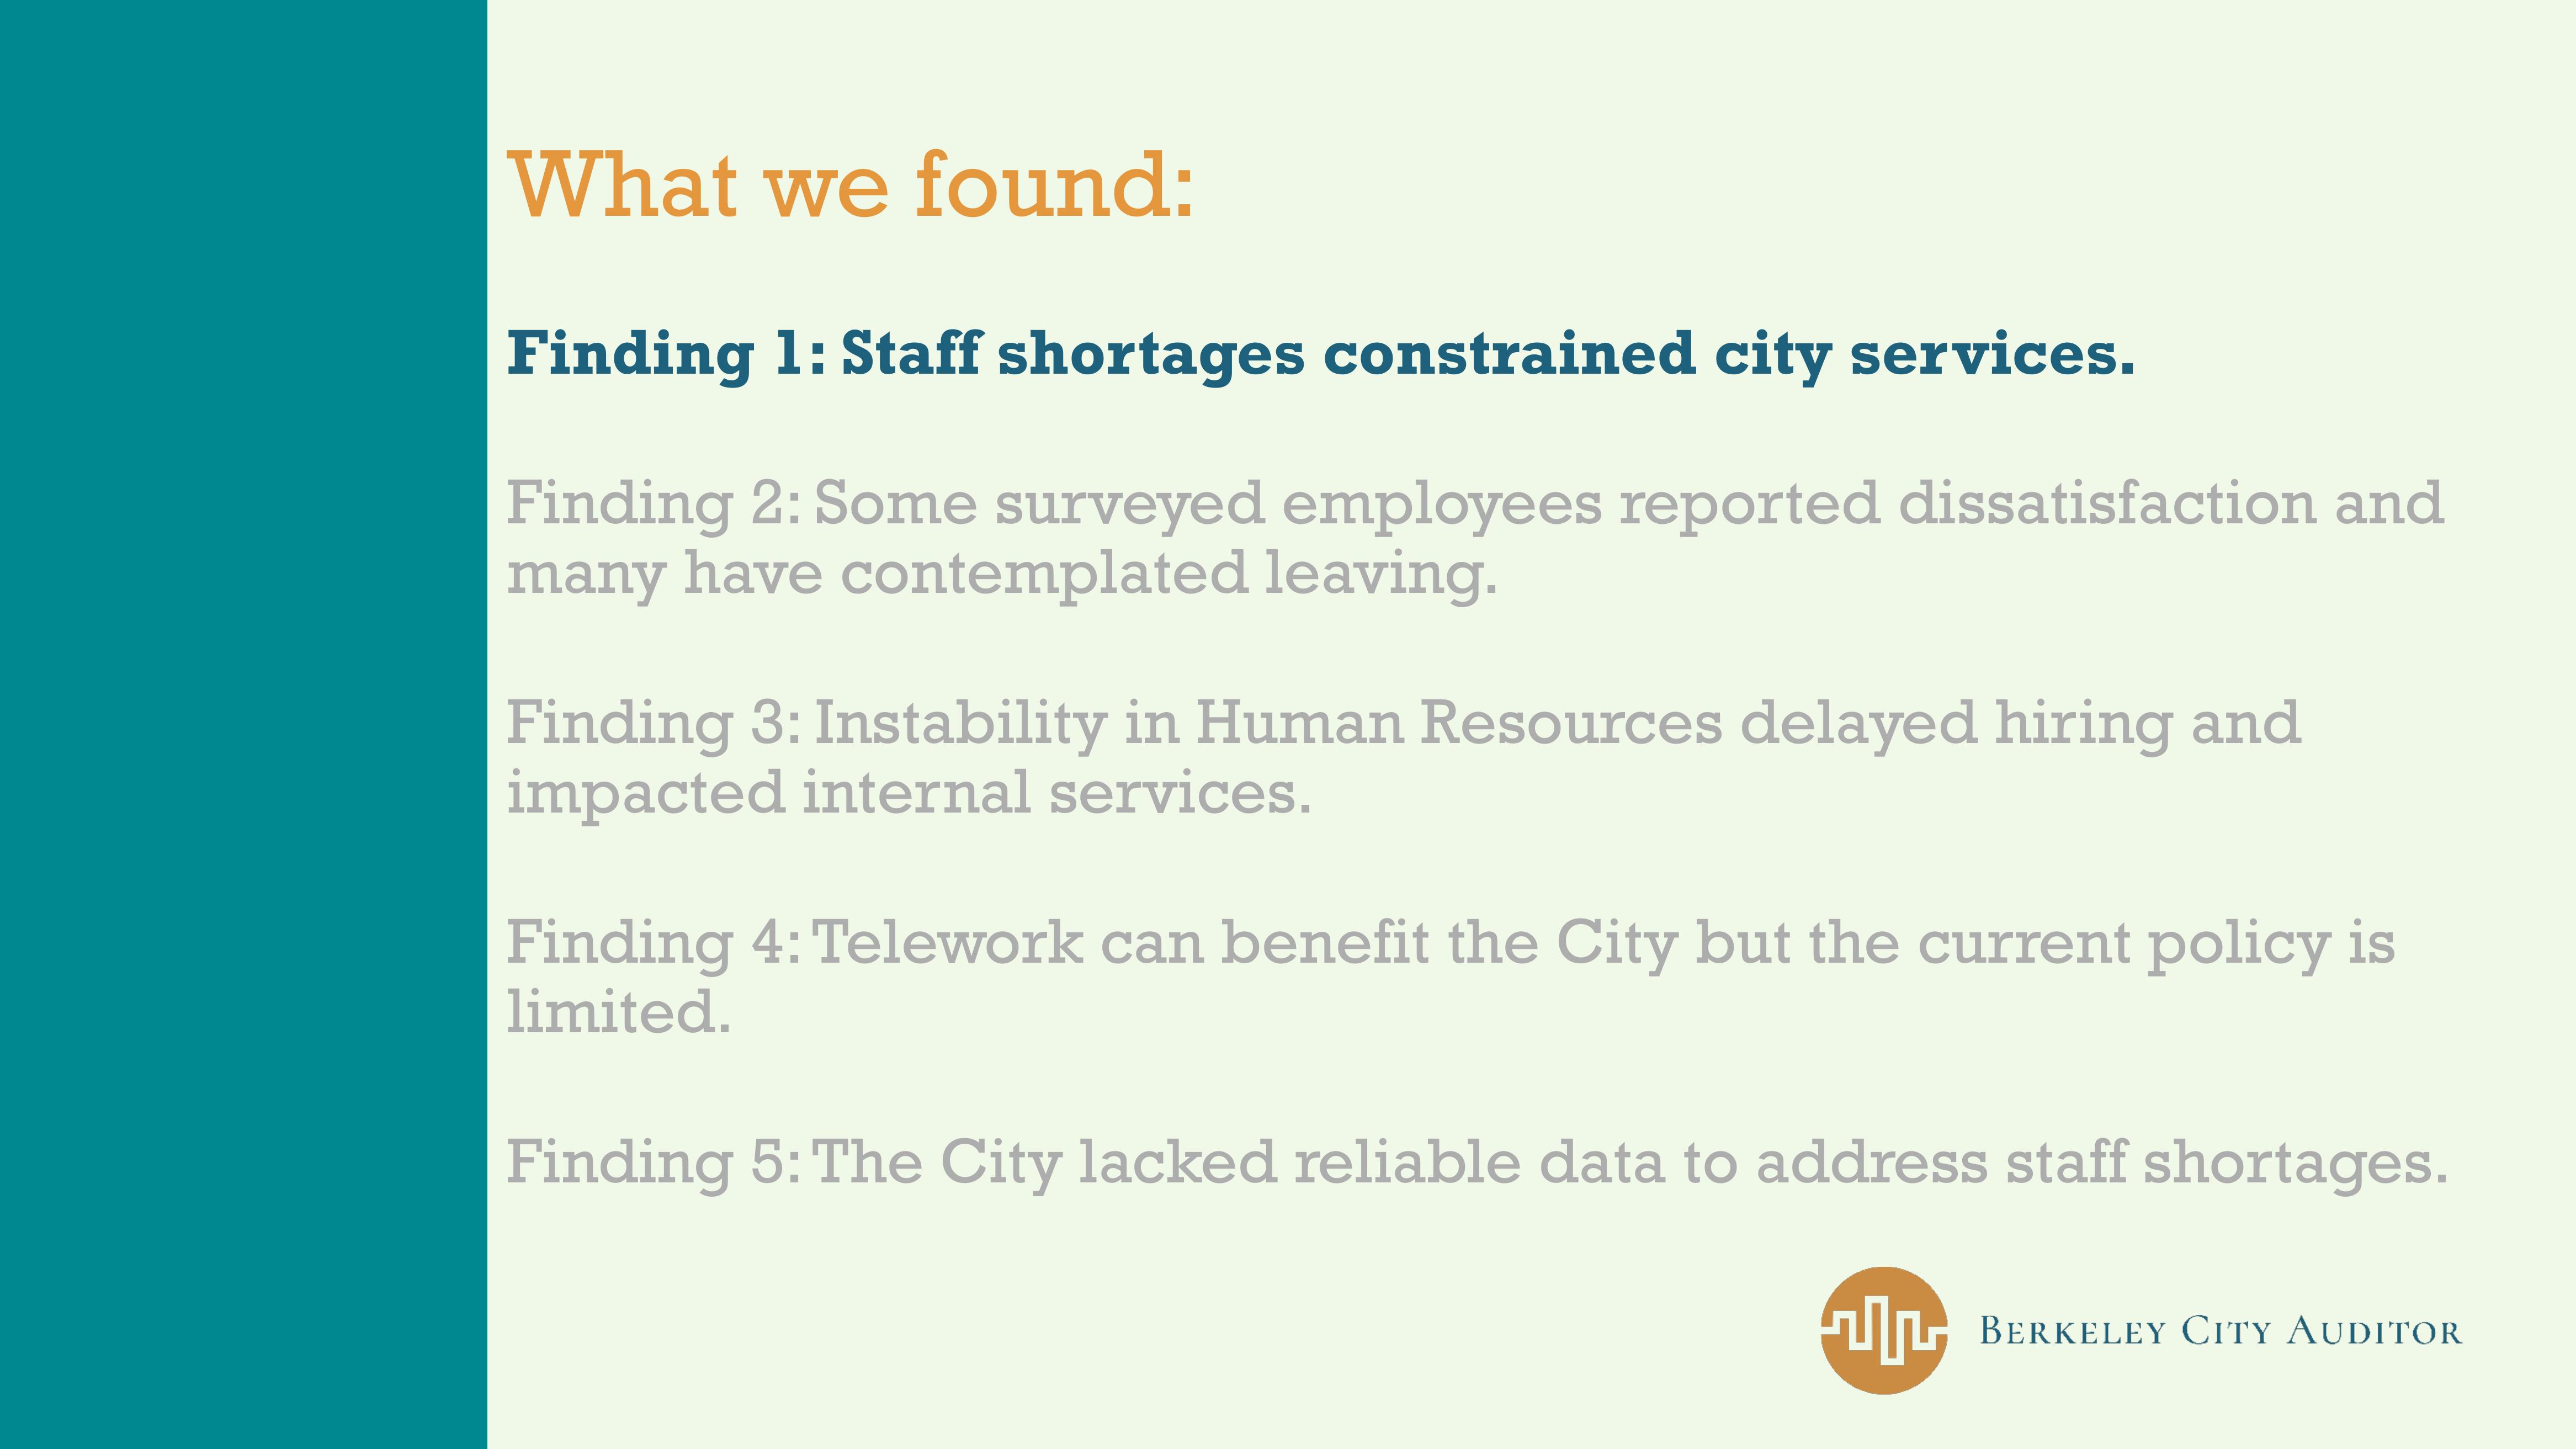 What we found:
Finding 1: Staff shortages constrained city services.
Finding 2: Some surveyed employees reported dissatisfaction and
many have contemplated leaving.
Finding 3: Instability in Human Resources delayed hiring and
impacted internal services.
Finding 4: Telework can benefit the City but the current policy is
limited.
Finding 5: The City lacked reliable data to address staff shortages.
BERKELEY CITY AUDITOR